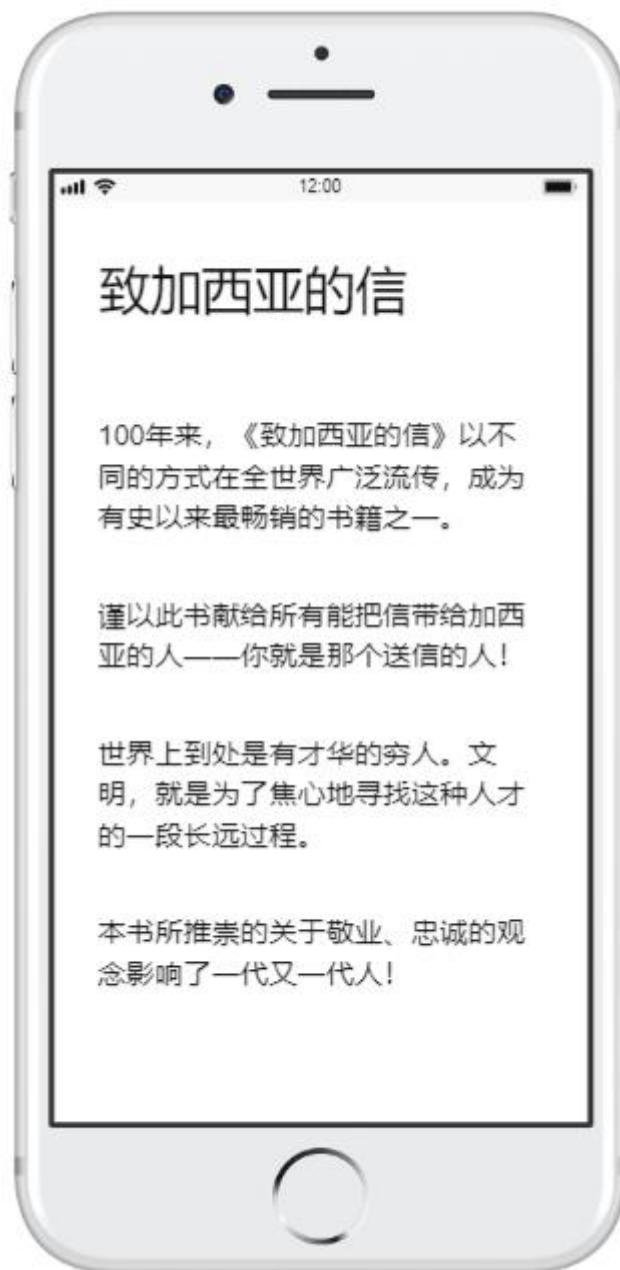 12:00
致加西亚的信
100年来，《致加西亚的信》以不
同的方式在全世界广泛流传，成为
有史以来最畅销的书籍之一。
谨以此书献给所有能把信带给加西
亚的人——你就是那个送信的人！
世界上到处是有才华的穷人。文
明，就是为了焦心地寻找这种人才
的一段长远过程。
本书所推崇的关于敬业、忠诚的观
念影响了一代又一代人！